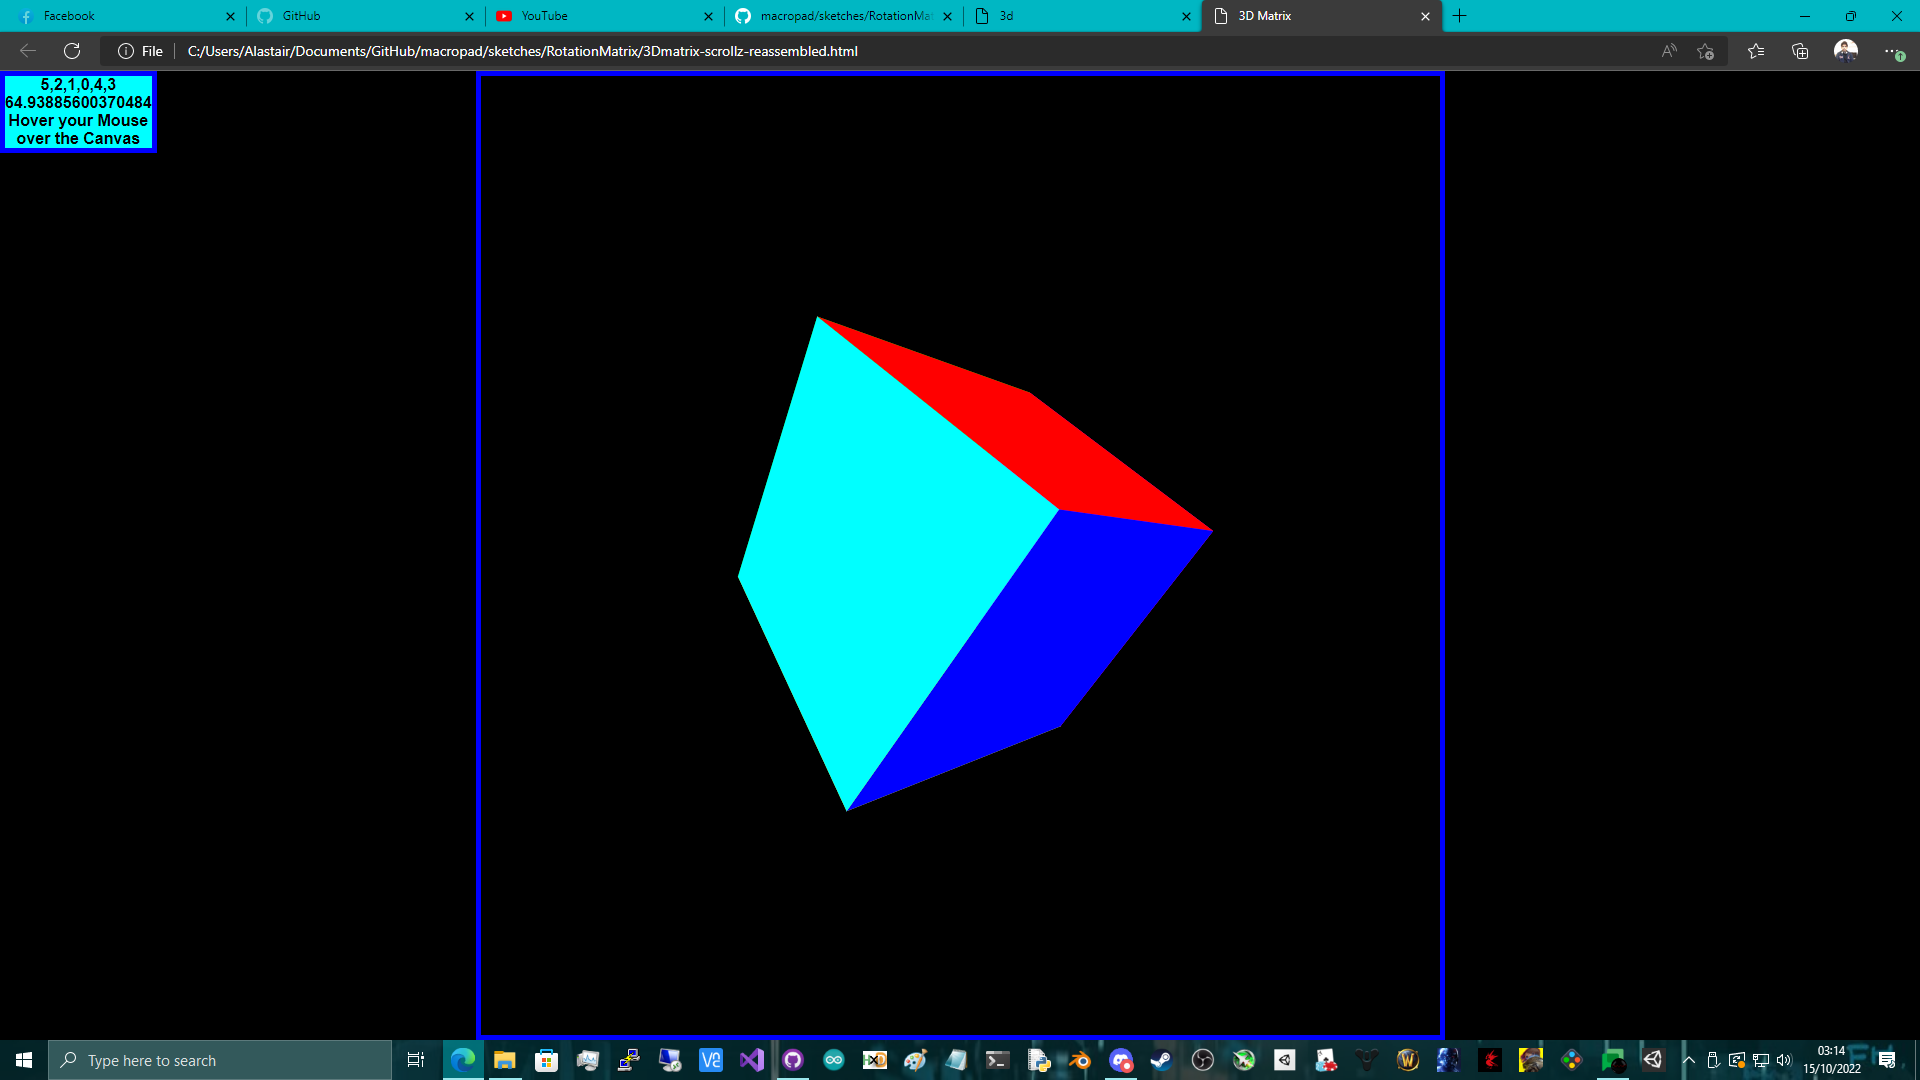 Facebook
GitHub
YouTube
macropad/sketches/RotationMa
3d
3D Matrix
File
C:/Users/Alastair/Documents/GitHub/macropad/sketches/RotationMatrix/3Dmatrix-scrollz-reassembled.html
5,2,1,0,4,3
64.93885600370484
Hover your Mouse
over the Canvas
Type here to search
03:14
15/10/2022